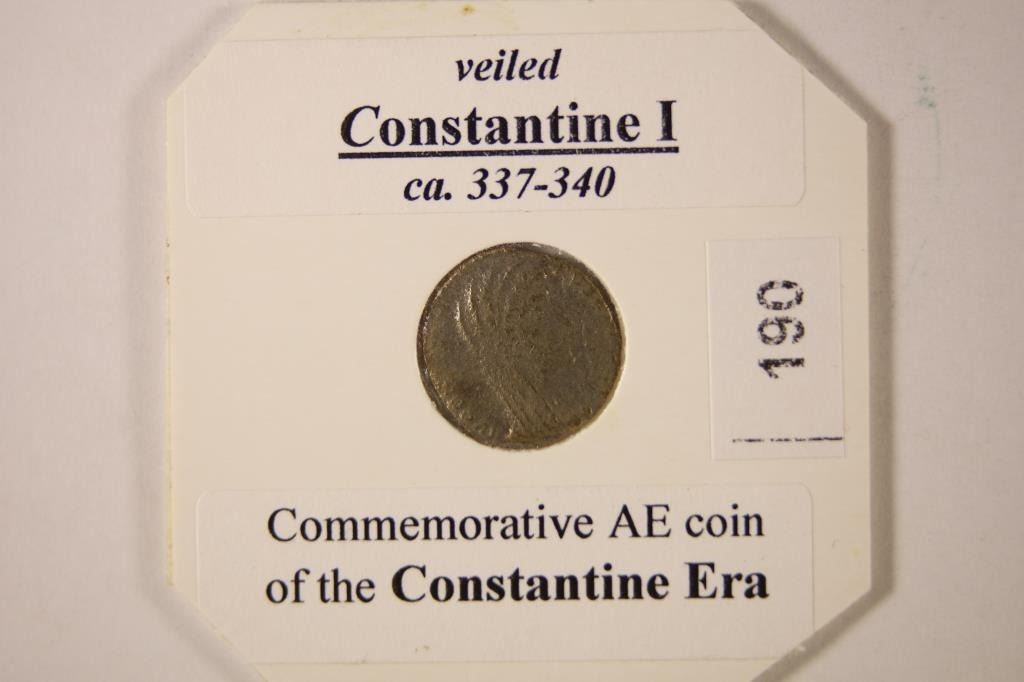 veiled
Constantine I
ca. 337-340
190
Commemorative AE coin
of the Constantine Era